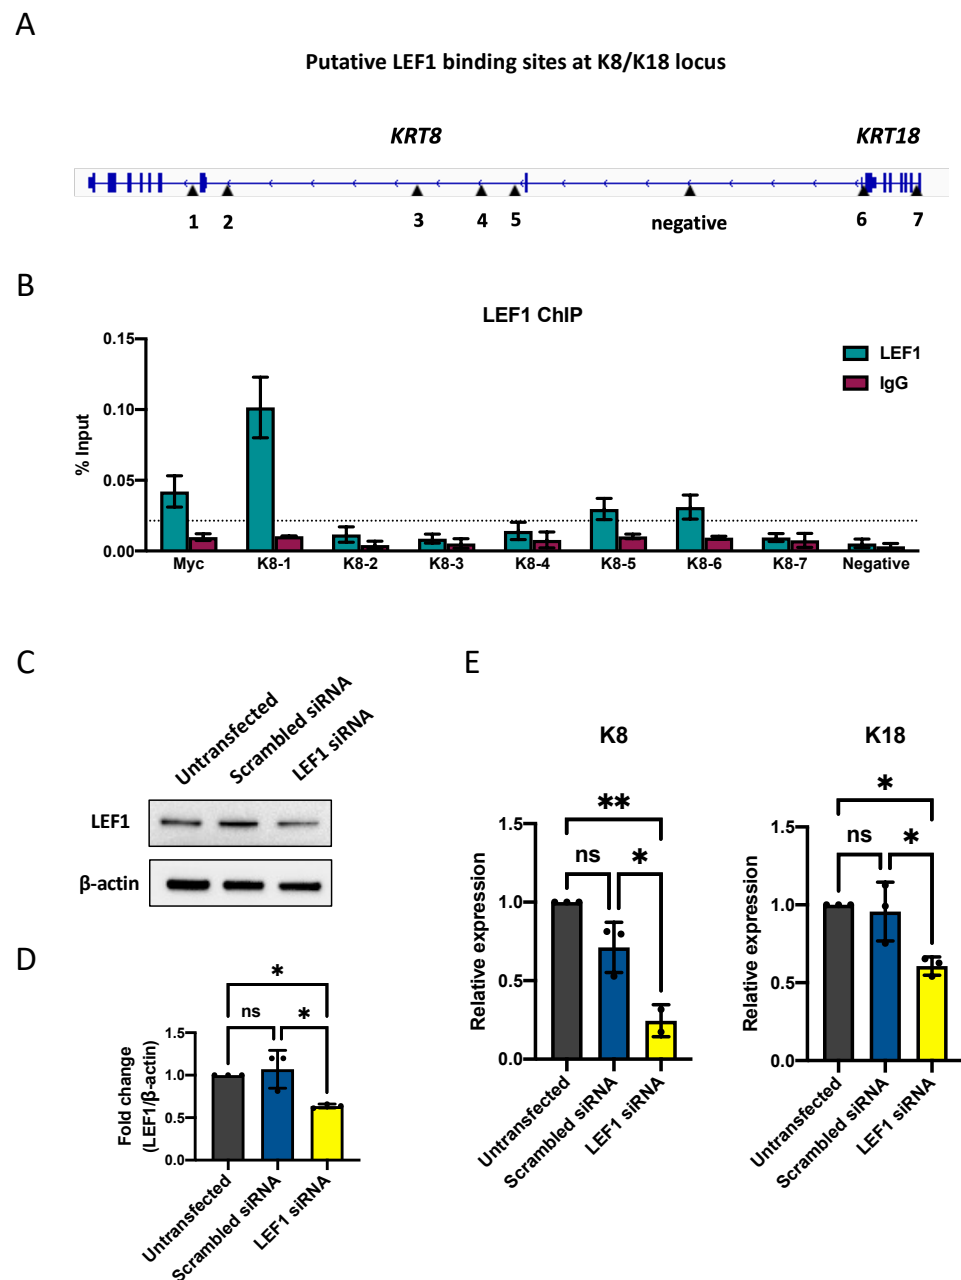 A
Putative LEF1 binding sites at K8/K18 locus
KRT8
KRT18
1 2 3 4 5 negative 6 7
B
LEF1 ChIP
LEF1
IgG
% Input
0.15
0.10
0.05
0.00
Myc K8-1 K8-2 K8-3 K8-4 K8-5 K8-6 K8-7 Negative
C
Untransfected
Scrambled siRNA
LEF1 siRNA
LEF1
β-actin
D
*
ns *
Fold change
(LEF1/β-actin)
1.5
1.0
0.5
0.0
Untransfected
Scrambled siRNA
LEF1 siRNA
E
K8
**
ns *
Relative expression
1.5
1.0
0.5
0.0
Untransfected
Scrambled siRNA
LEF1 siRNA
K18
*
ns *
Relative expression
1.5
1.0
0.5
0.0
Untransfected
Scrambled siRNA
LEF1 siRNA